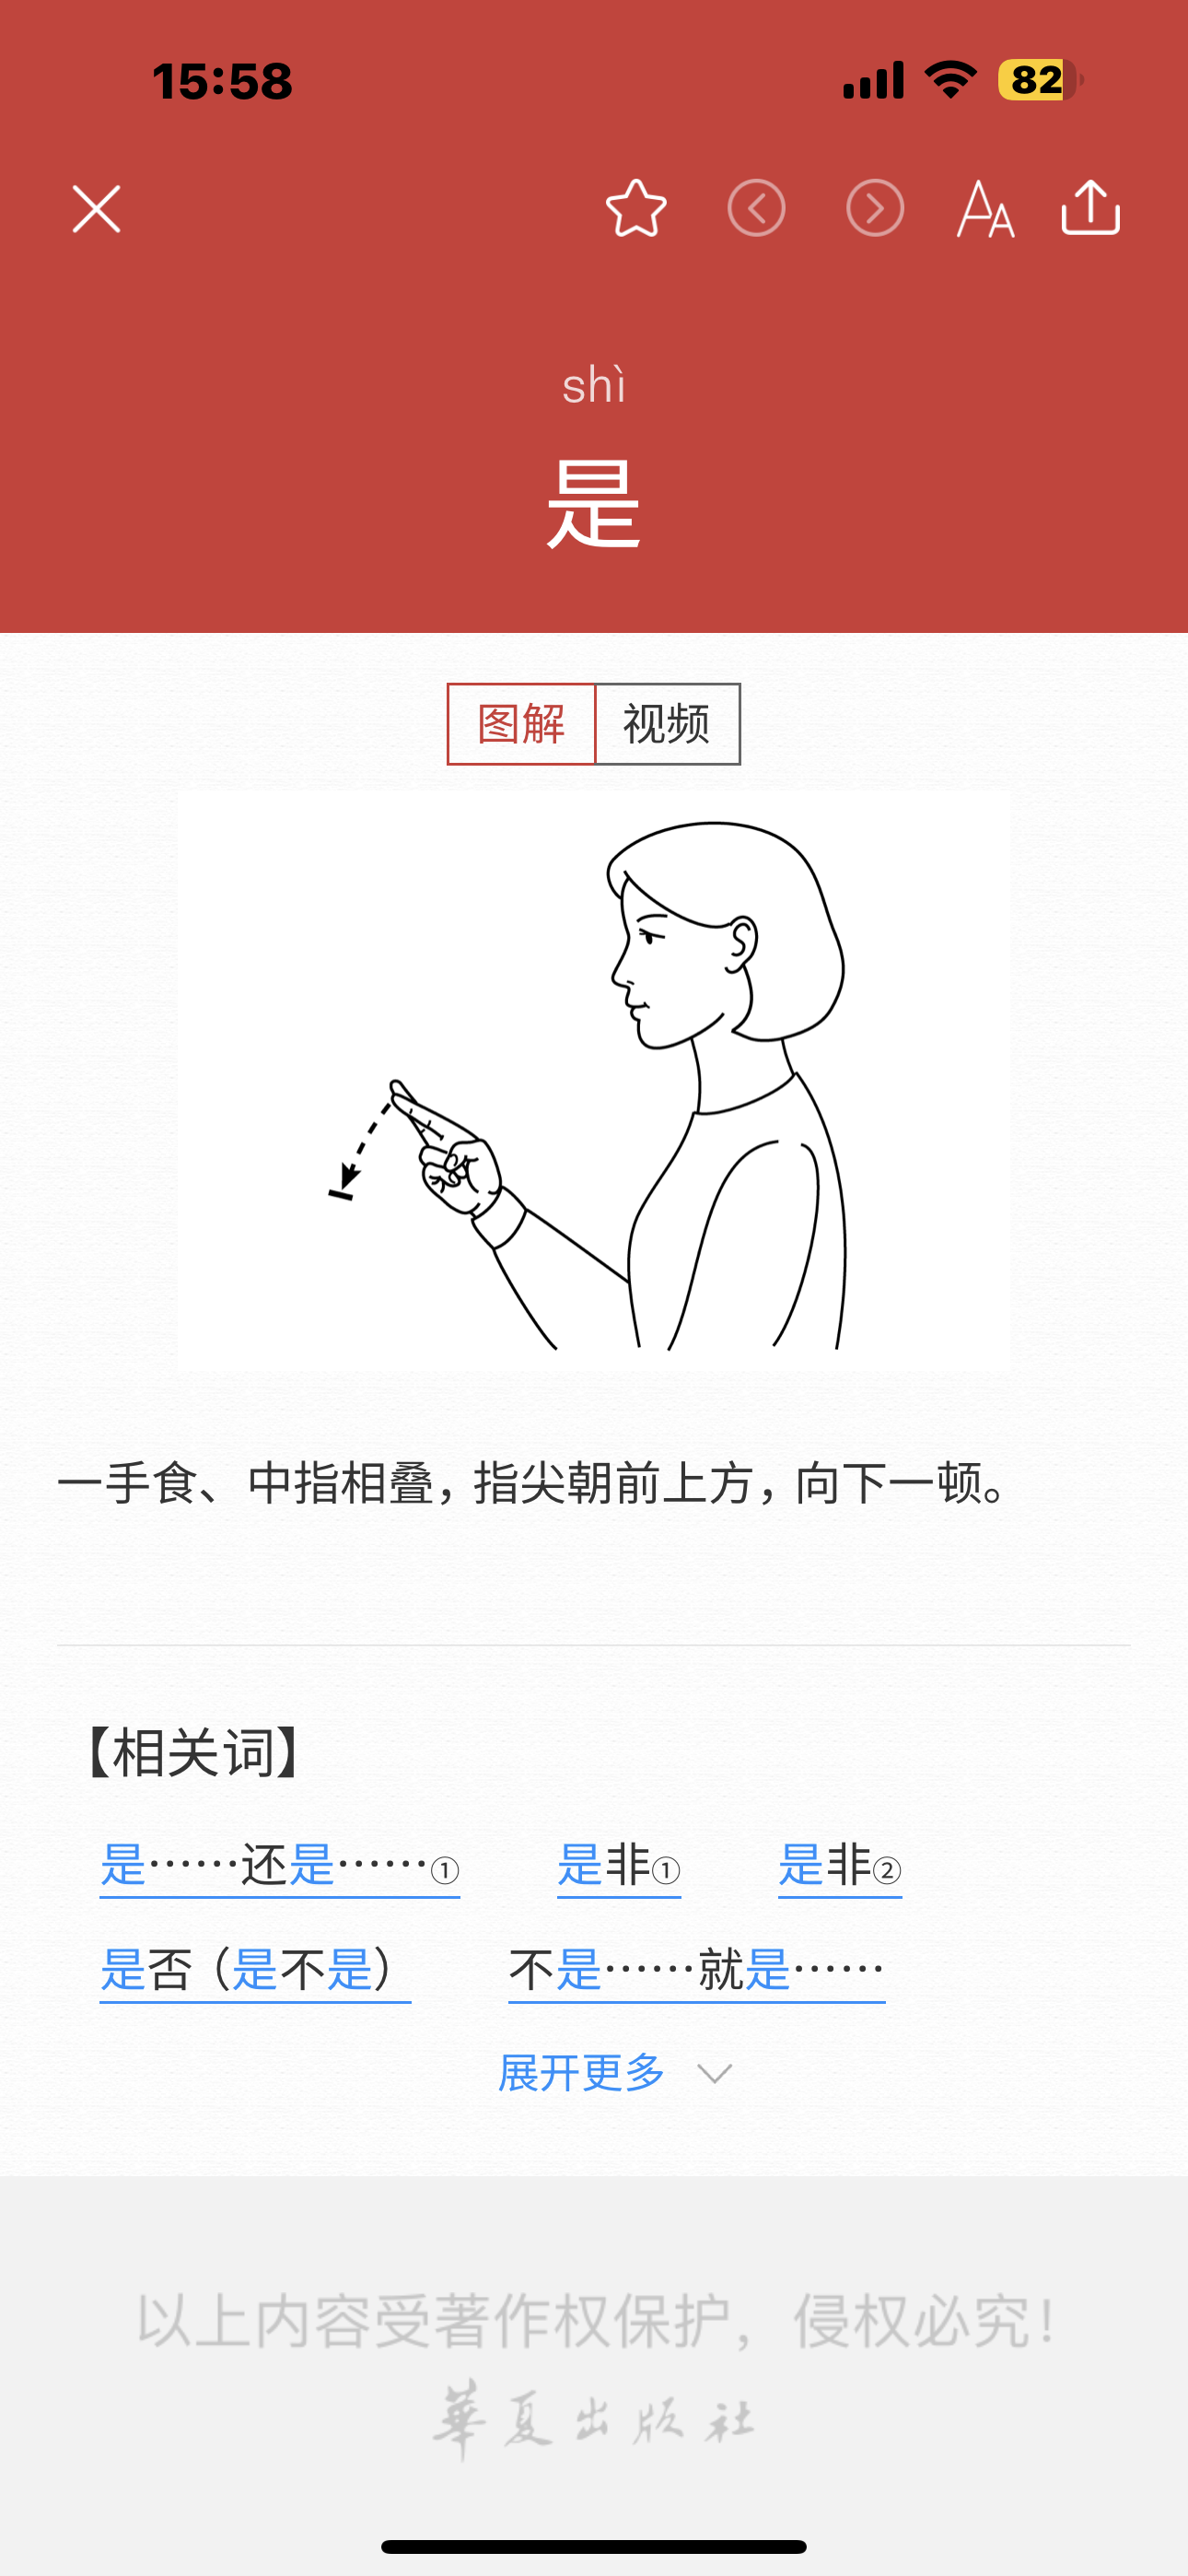 15:58
82
shì
是
图解 视频
一手食、中指相叠，指尖朝前上方，向下一顿。
【相关词】
是……还是……① 是非① 是非②
是否（是不是） 不是……就是……
展开更多
以上内容受著作权保护，侵权必究！
華夏出版社